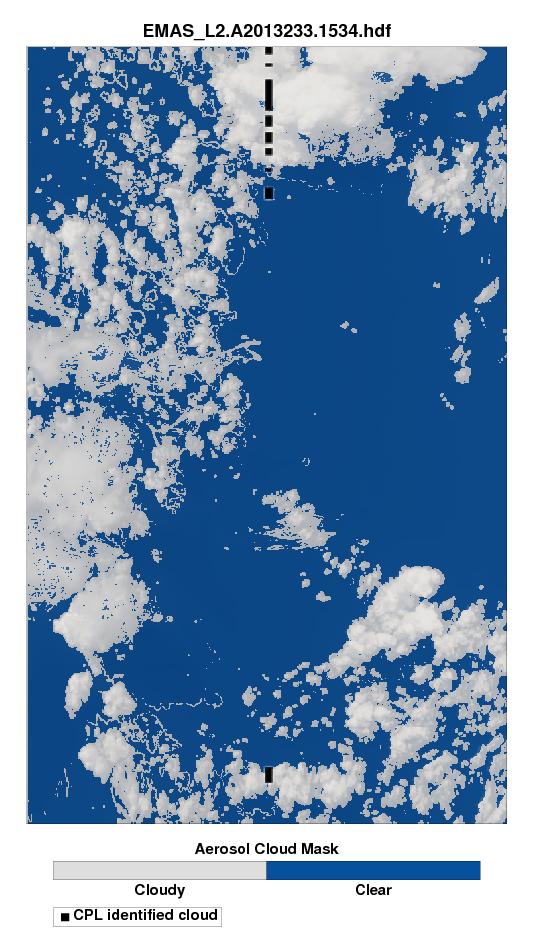 EMAS_L2.A2013233.1534.hdf
Aerosol Cloud Mask
Cloudy Clear
CPL identified cloud